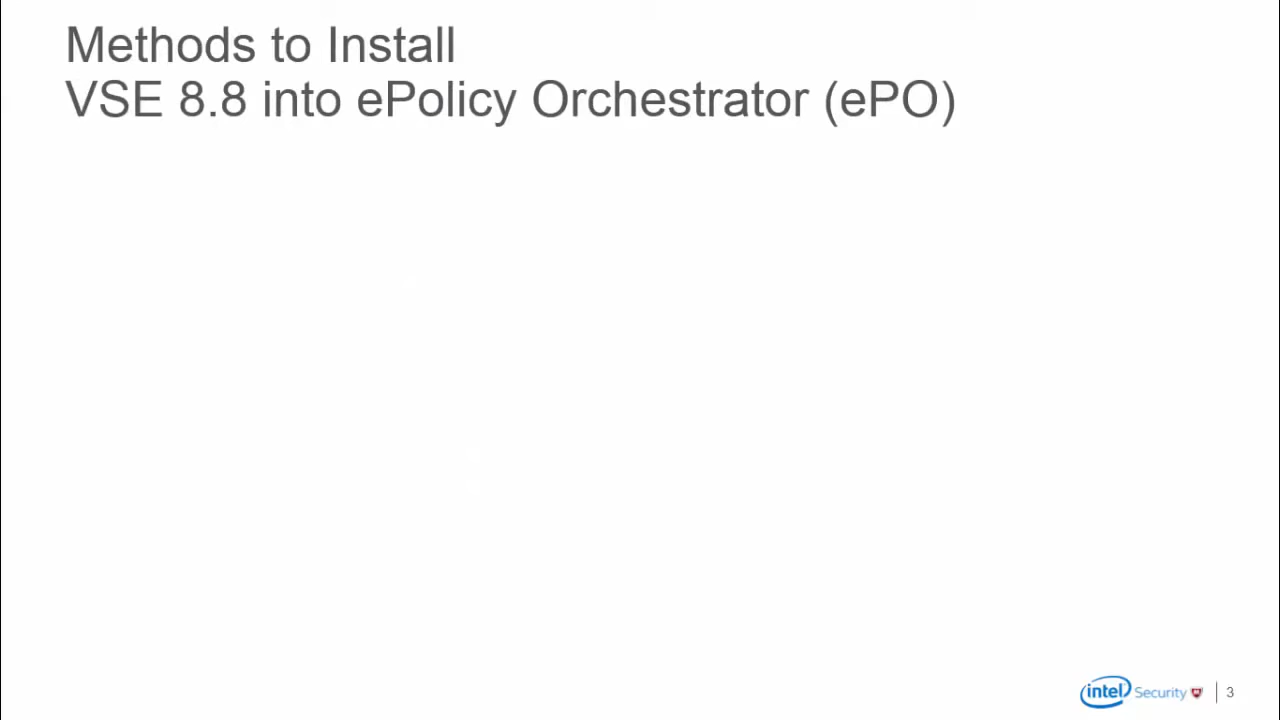 Methods to Install
VSE 8.8 into ePolicy Orchestrator (ePO)
intel Security | 3